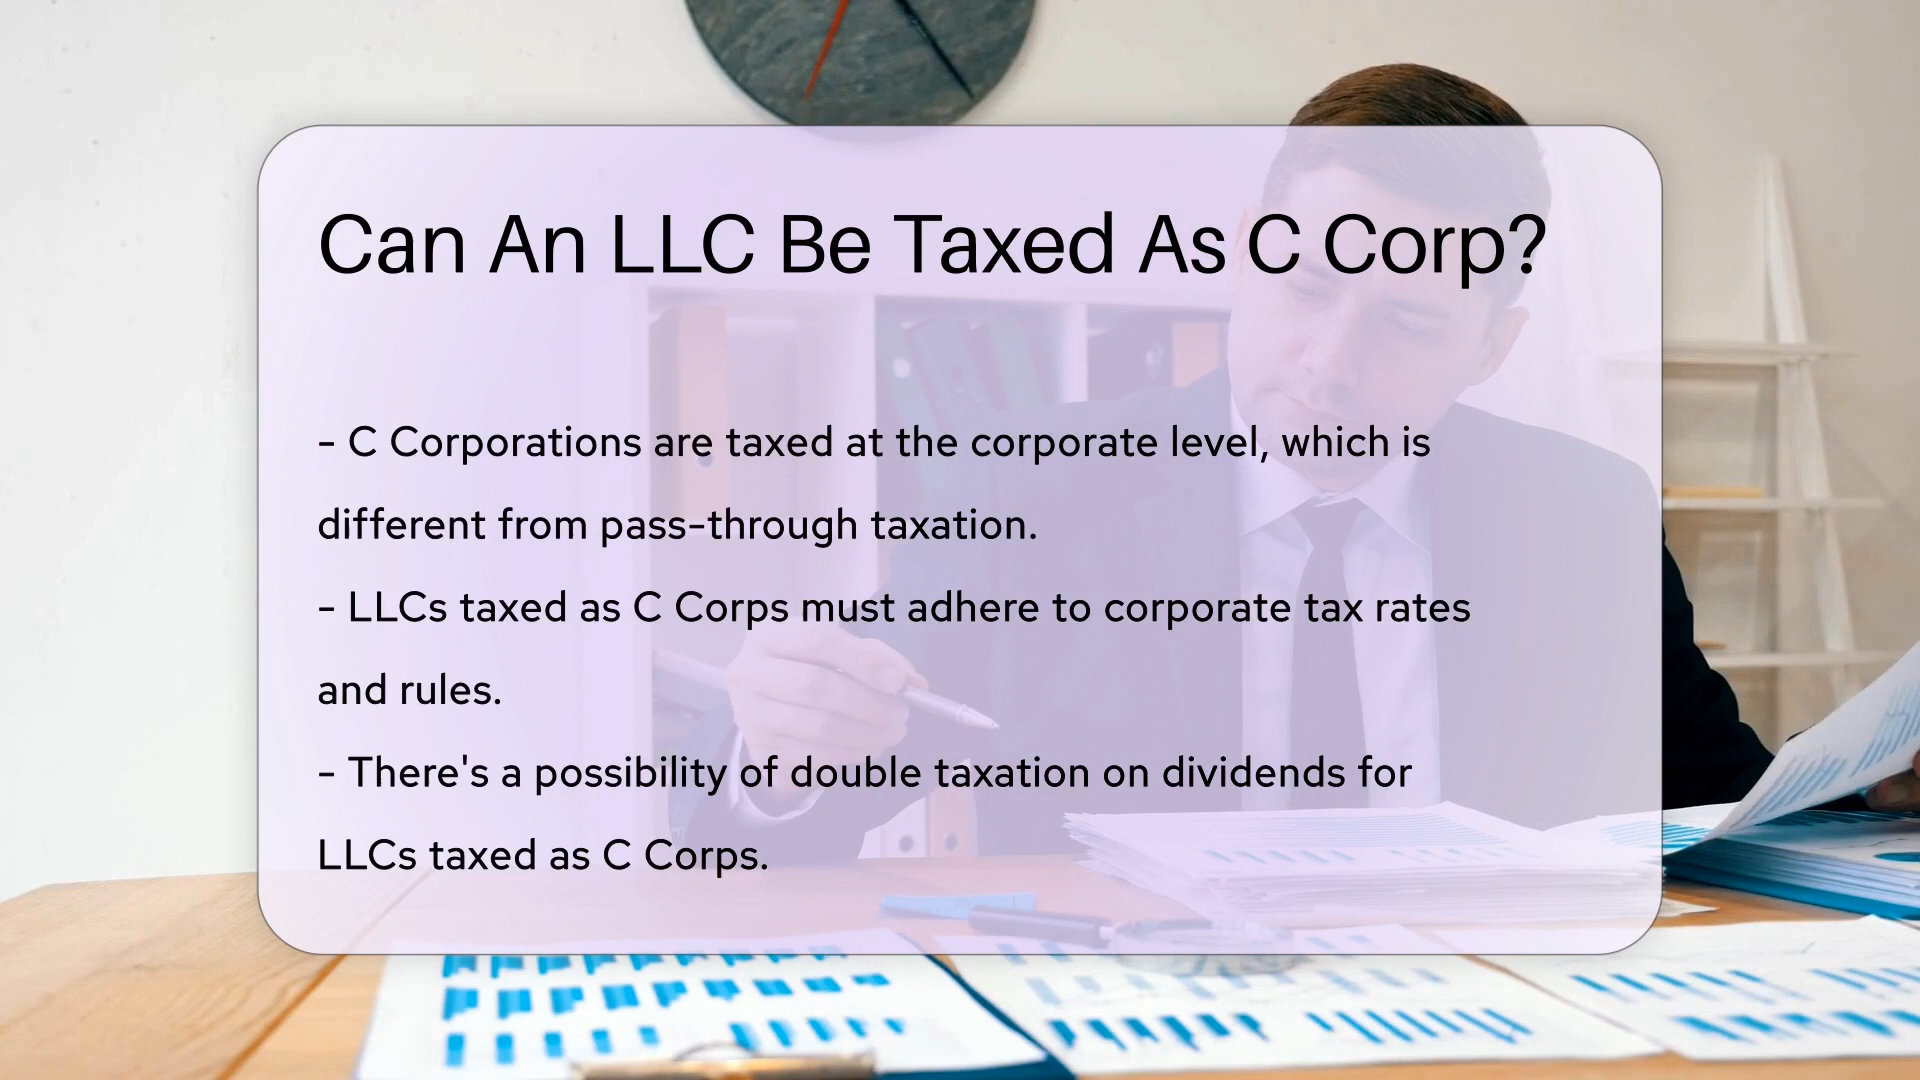 Can An LLC Be Taxed As C Corp?
- C Corporations are taxed at the corporate level, which is
different from pass-through taxation.
- LLCs taxed as C Corps must adhere to corporate tax rates
and rules.
- There's a possibility of double taxation on dividends for
LLCs taxed as C Corps.